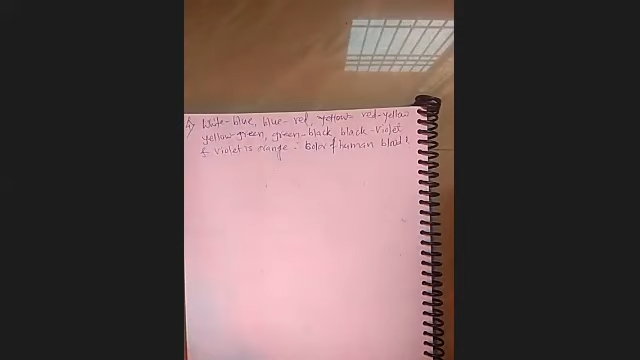 4) White-blue, blue-red, red-yellow
yellow-green, green-black black-violet
& violet is orange ∴ Color of human blood?